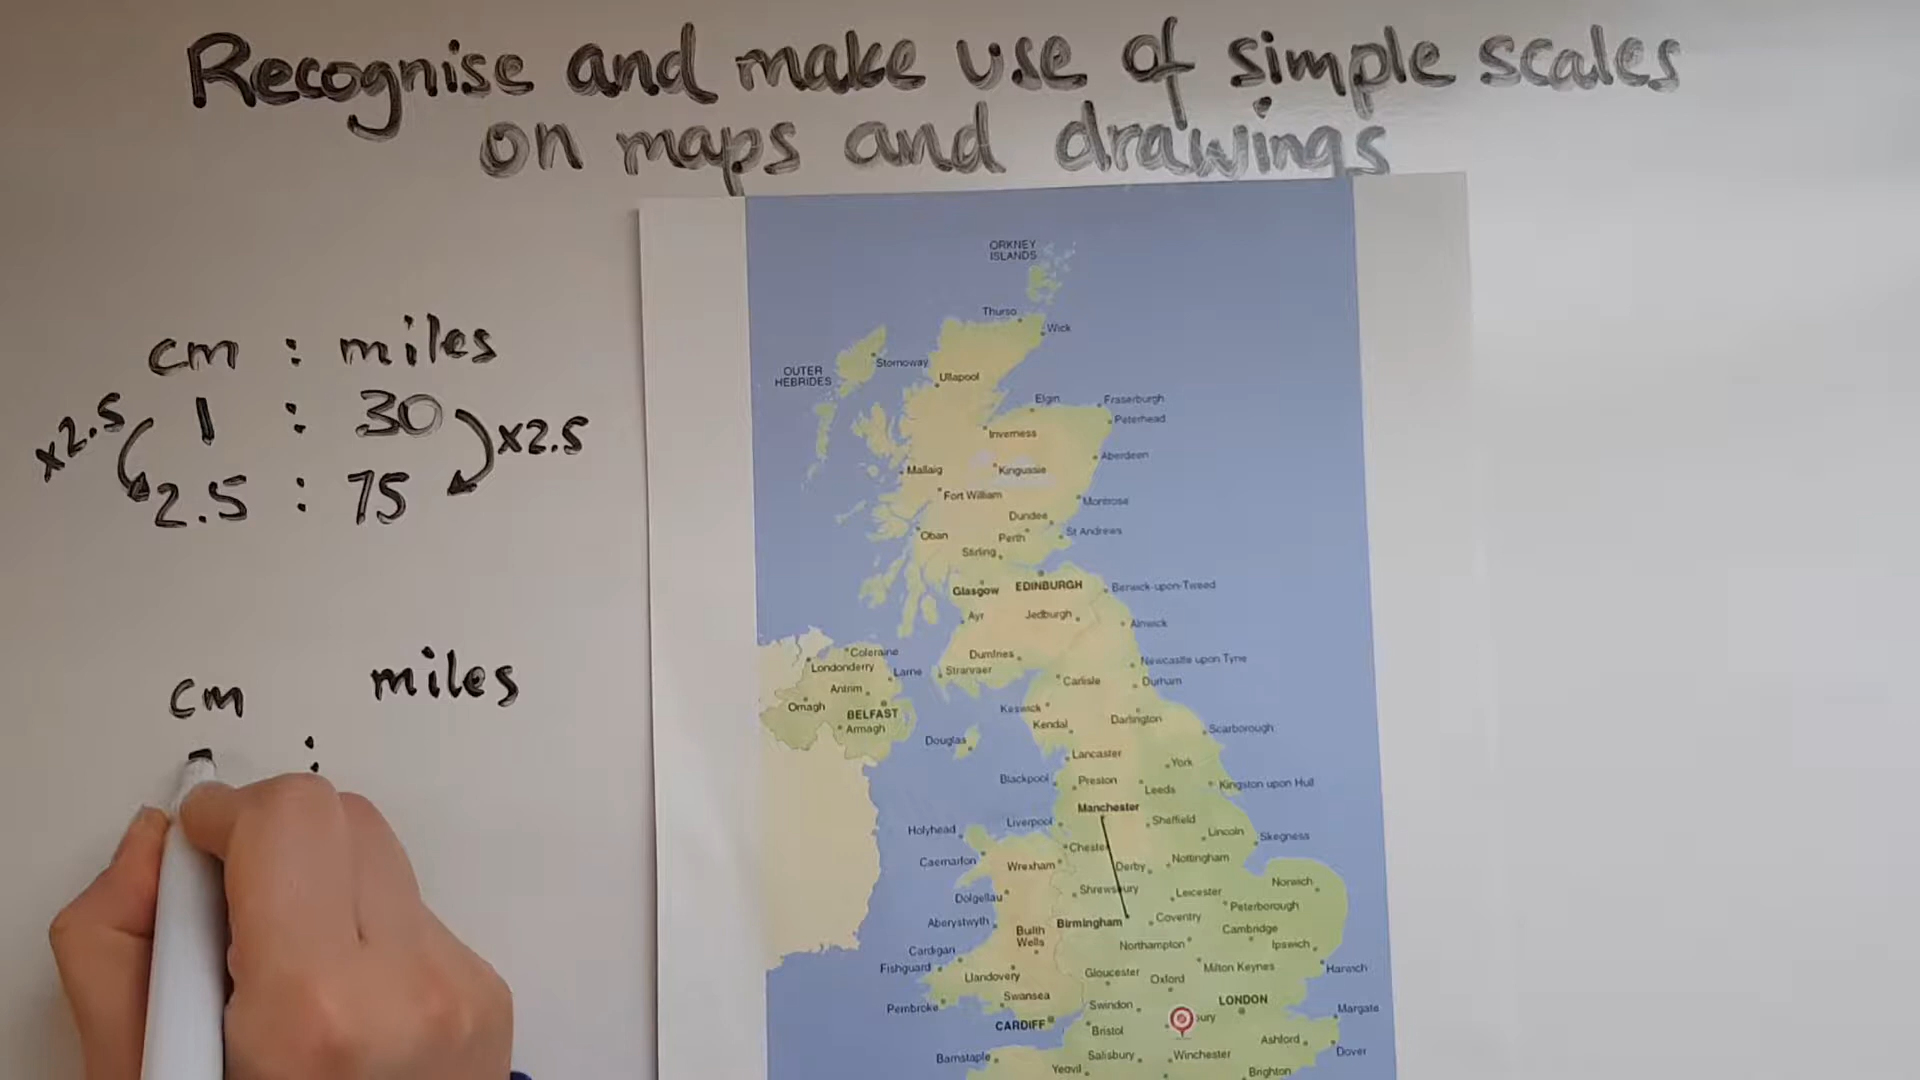 Recognise and make use of simple scales
on maps and drawings
cm : miles
×2.5 1 : 30 ×2.5
2.5 : 75
cm miles
:
ORKNEY
ISLANDS
Thurso
Wick
Stornoway
OUTER
HEBRIDES
Ullapool
Elgin
Fraserburgh
Peterhead
Inverness
Aberdeen
Mallaig
Kingussie
Fort William
Montrose
Dundee
Oban
Perth
St Andrews
Stirling
Glasgow
EDINBURGH
Berwick-upon-Tweed
Ayr
Jedburgh
Alnwick
Coleraine
Dumfries
Newcastle upon Tyne
Londonderry
Larne
Stranraer
Carlisle
Durham
Antrim
Omagh
BELFAST
Keswick
Armagh
Kendal
Darlington
Scarborough
Douglas
Lancaster
York
Blackpool
Preston
Leeds
Kingston upon Hull
Manchester
Liverpool
Sheffield
Holyhead
Lincoln
Skegness
Cheste
Caernarfon
Wrexham
Derby
Nottingham
Norwich
Dolgellau
Shrewsbury
Leicester
Peterborough
Aberystwyth
Birmingham
Coventry
Builth
Wells
Cambridge
Cardigan
Northampton
Ipswich
Fishguard
Llandovery
Gloucester
Oxford
Milton Keynes
Harwich
Pembroke
Swansea
Swindon
LONDON
Margate
CARDIFF
Bristol
bury
Ashford
Dover
Barnstaple
Salisbury
Winchester
Yeovil
Brighton